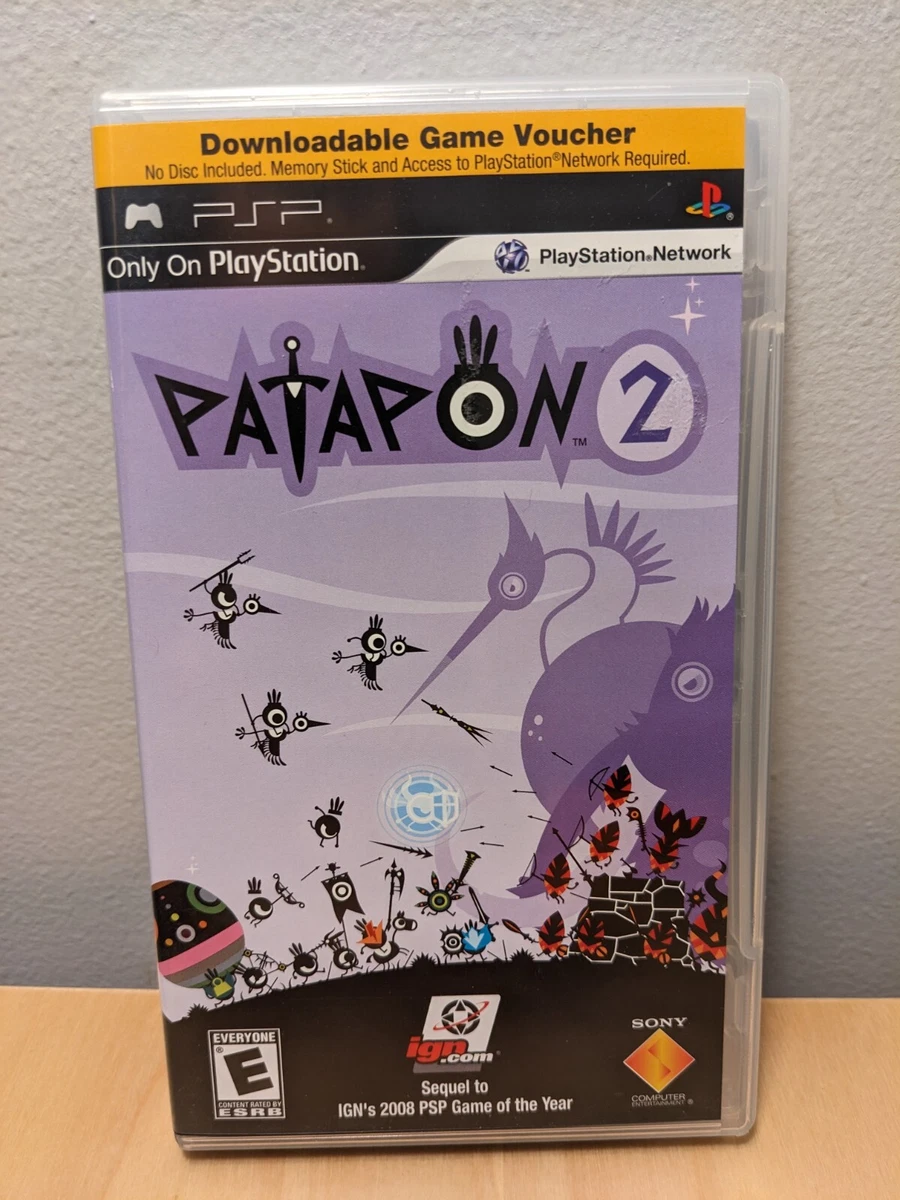 Downloadable Game Voucher
No Disc Included. Memory Stick and Access to PlayStation®Network Required.
PSP®
Only On PlayStation®
PlayStation®Network
PATAPON™ 2
EVERYONE
E
CONTENT RATED BY
ESRB
ign.com®
Sequel to
IGN's 2008 PSP Game of the Year
SONY
COMPUTER
ENTERTAINMENT®